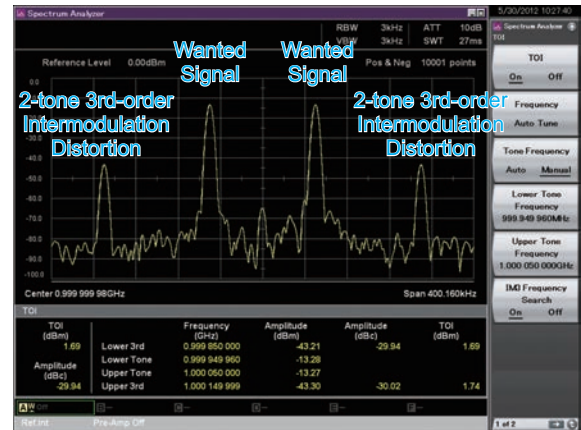 Spectrum Analyzer
5/30/2012 10:27:40
RBW 3kHz ATT 10dB
VBW 3kHz SWT 27ms
Reference Level 0.00dBm
Pos & Neg 10001 points
Wanted
Signal
Wanted
Signal
2-tone 3rd-order
Intermodulation
Distortion
2-tone 3rd-order
Intermodulation
Distortion
0.0
-40.0
-50.0
-60.0
-70.0
-80.0
-90.0
-100.0
Center 0.999 999 98GHz
Span 400.160kHz
TOI
TOI
(dBm)
1.69
Amplitude
(dBc)
-29.94
Frequency (GHz) Amplitude (dBm) Amplitude (dBc) TOI (dBm)
Lower 3rd 0.999 850 000 -43.21 -29.94 1.69
Lower Tone 0.999 949 960 -13.28
Upper Tone 1.000 050 000 -13.27
Upper 3rd 1.000 149 999 -43.30 -30.02 1.74
Ref.Int Pre-Amp Off
Spectrum Analyzer
TOI
TOI
On Off
Frequency
Auto Tune
Tone Frequency
Auto Manual
Lower Tone
Frequency
999.949 960MHz
Upper Tone
Frequency
1.000 050 000GHz
IMD Frequency
Search
On Off
1 of 2